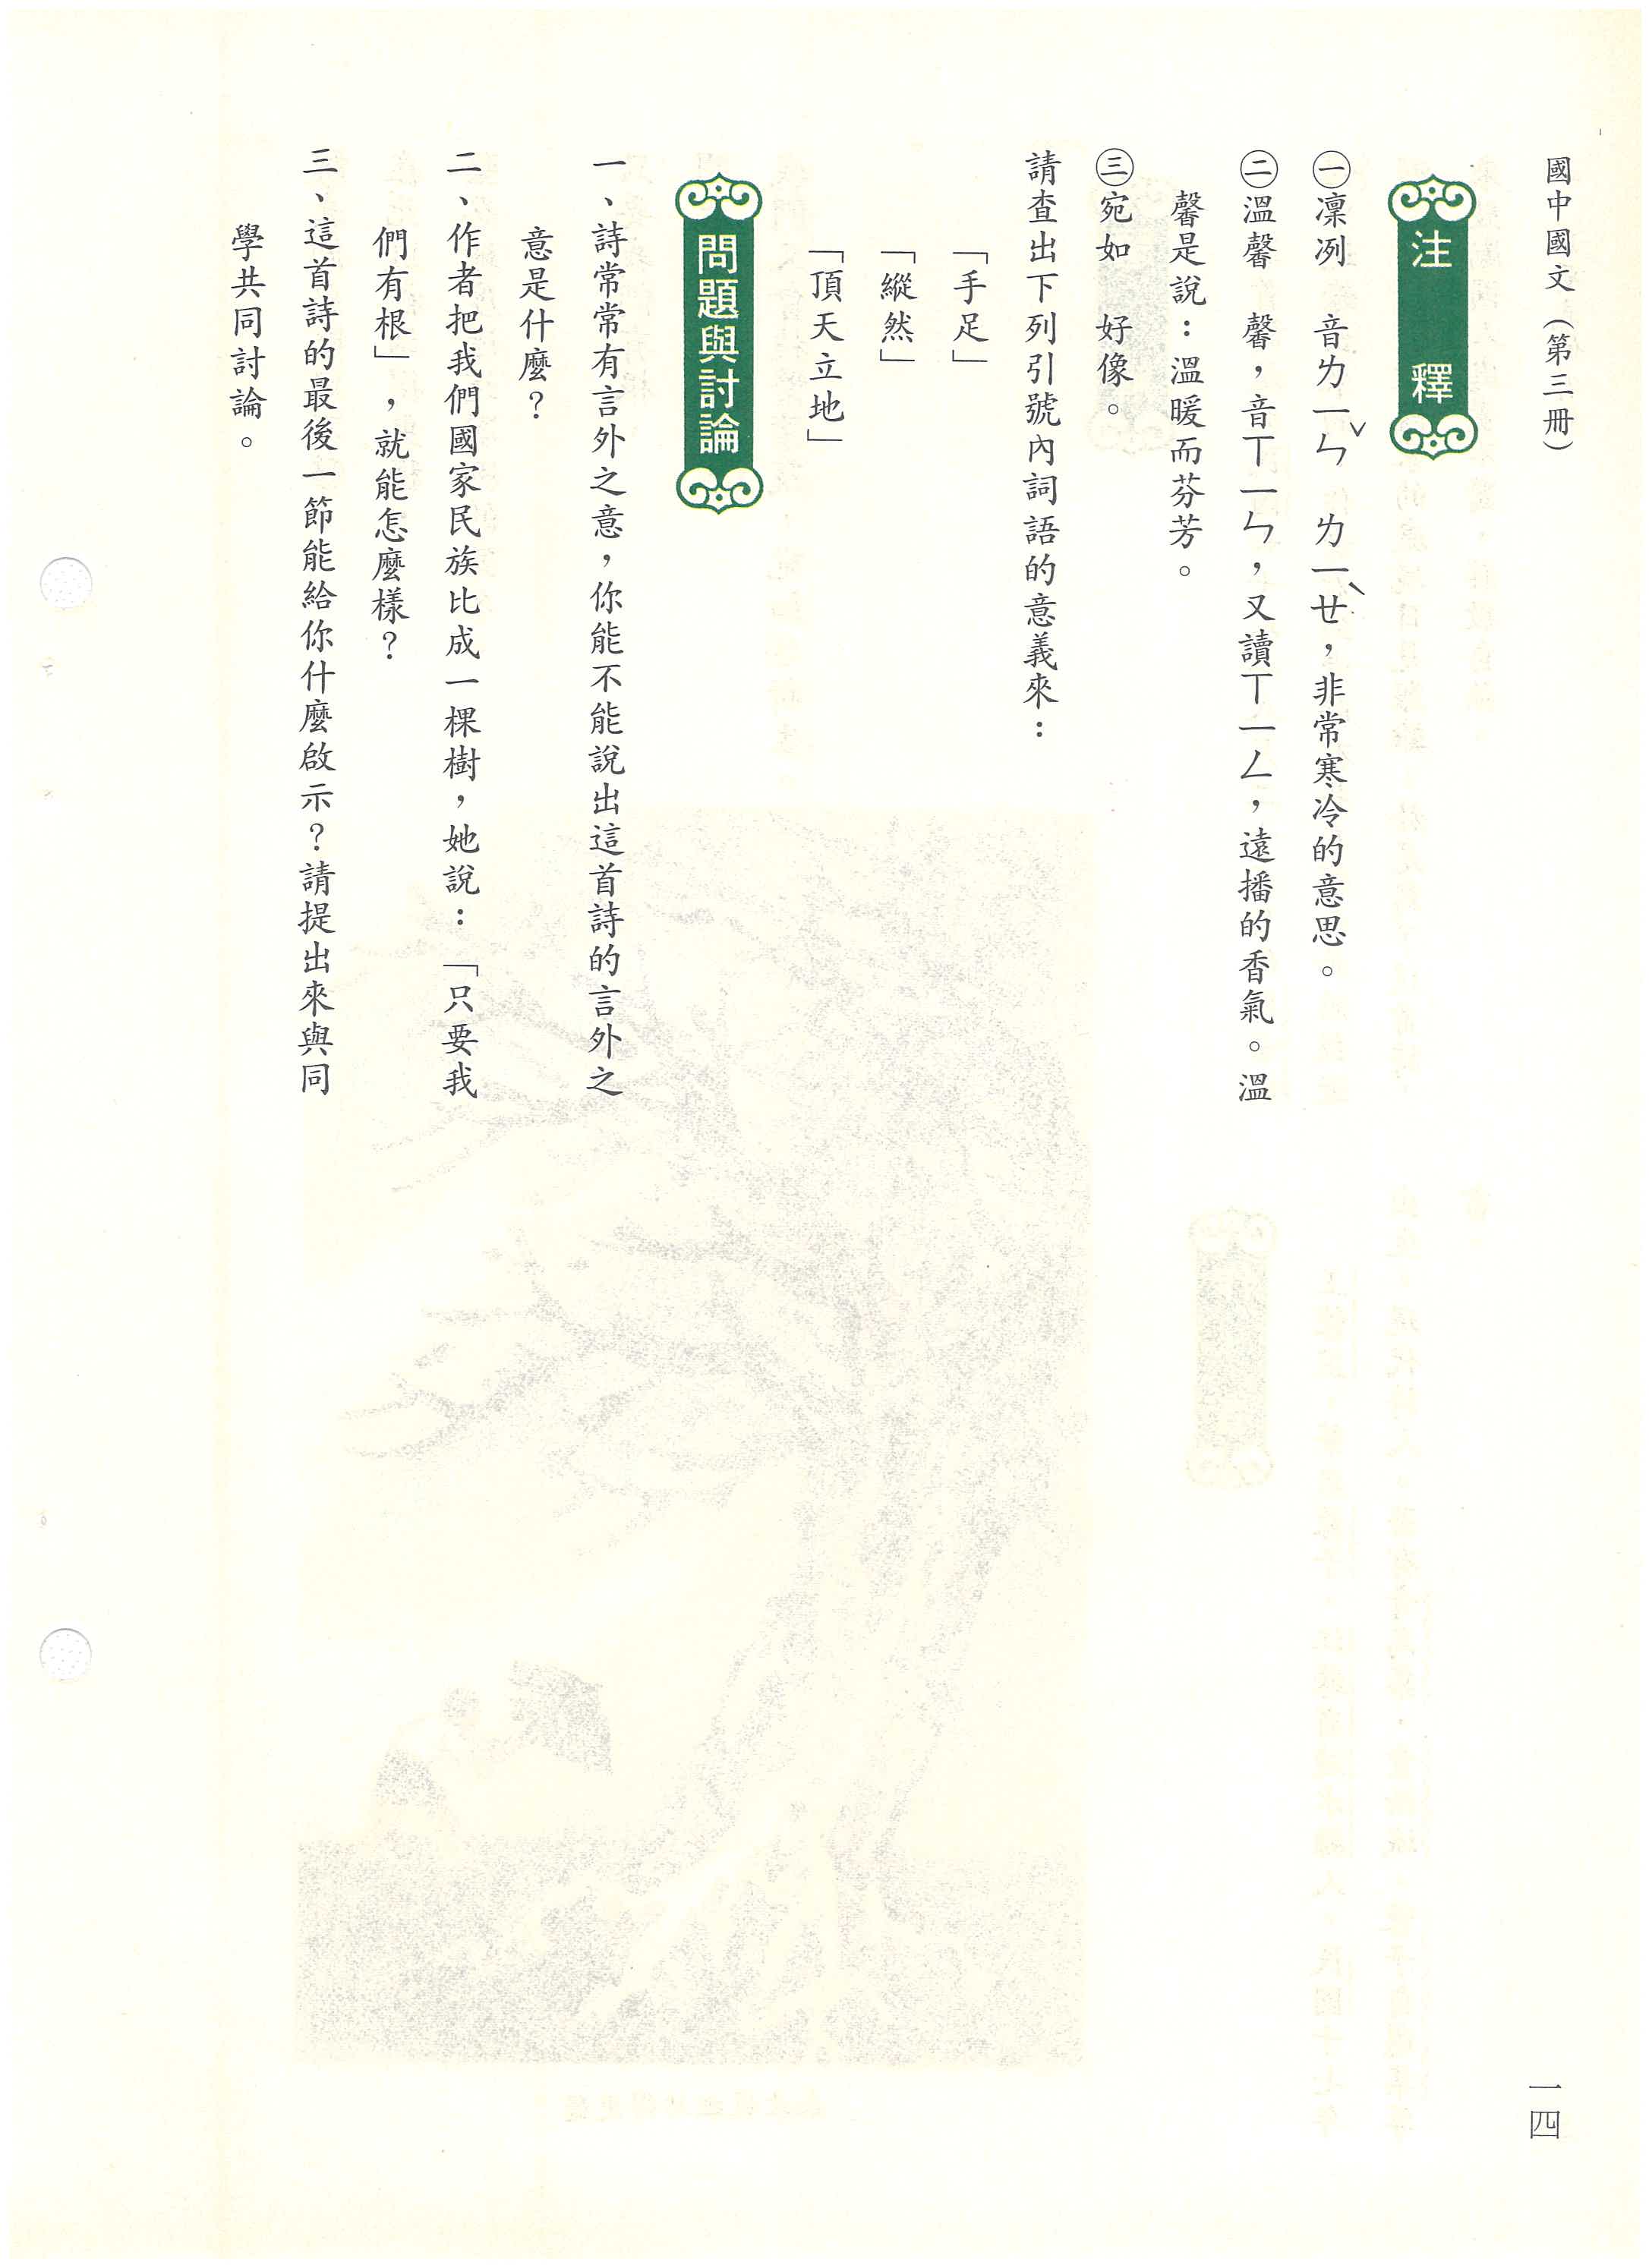 國中國文（第三冊）
注釋
㊀凜冽　音ㄌㄧㄣˇ　ㄌㄧㄝˋ，非常寒冷的意思。
㊁溫馨　馨，音ㄒㄧㄣ，又讀ㄒㄧㄥ，遠播的香氣。溫
馨是說：溫暖而芬芳。
㊂宛如　好像。
請查出下列引號內詞語的意義來：
「手足」
「縱然」
「頂天立地」
問題與討論
一、詩常常有言外之意，你能不能說出這首詩的言外之
意是什麼？
二、作者把我們國家民族比成一棵樹，她說：「只要我
們有根」，就能怎麼樣？
三、這首詩的最後一節能給你什麼啟示？請提出來與同
學共同討論。
一四